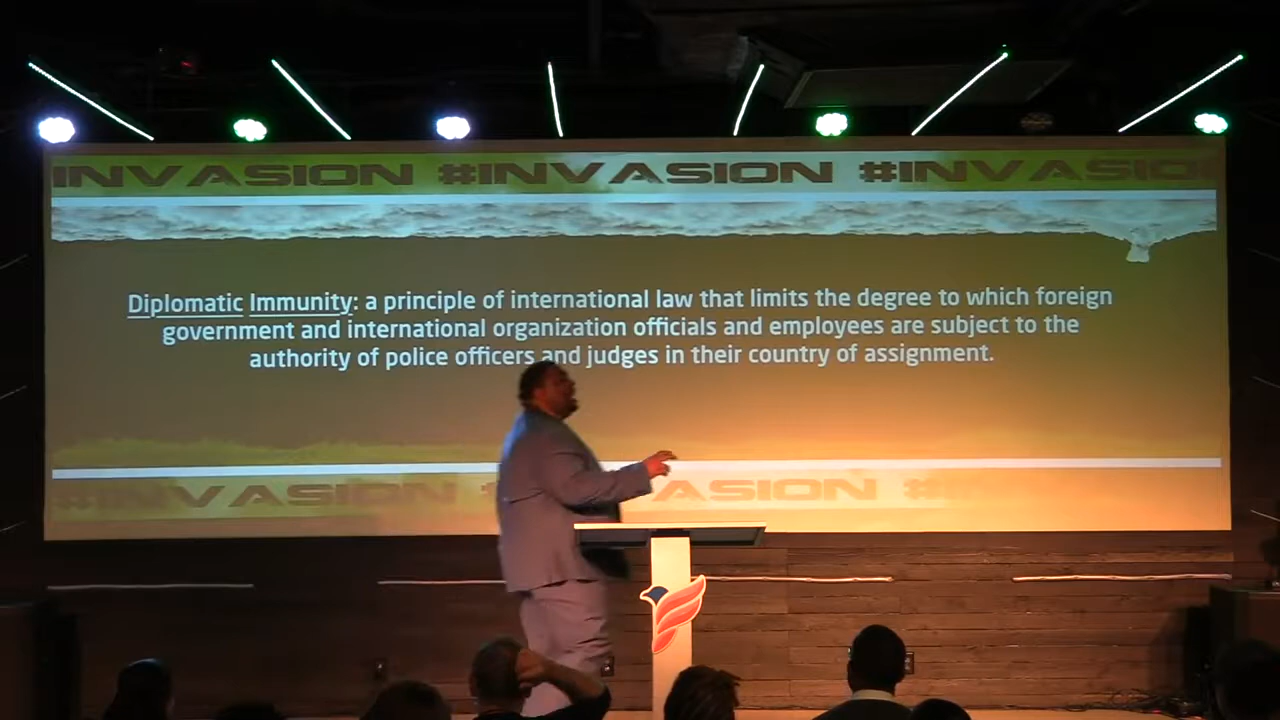 INVASION #INVASION #INVASIO
Diplomatic Immunity: a principle of international law that limits the degree to which foreign
government and international organization officials and employees are subject to the
authority of police officers and judges in their country of assignment.
#INVASION ASION #